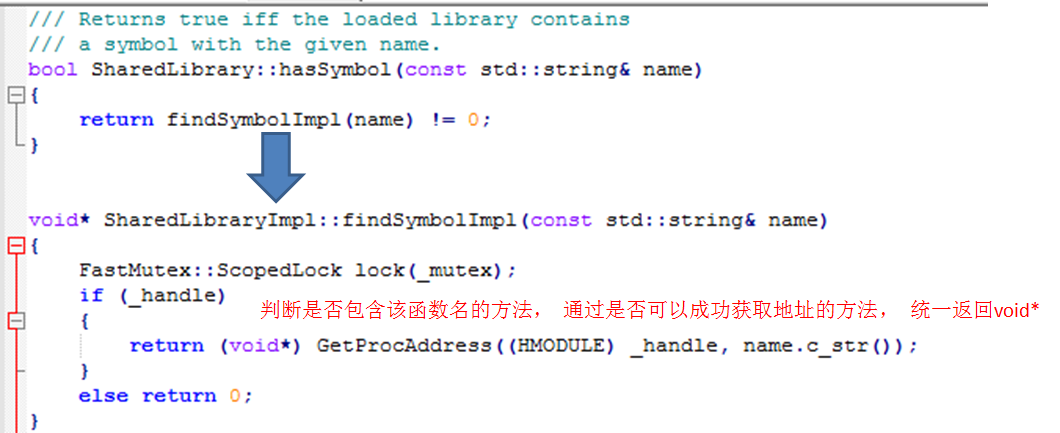 /// Returns true iff the loaded library contains
/// a symbol with the given name.
bool SharedLibrary::hasSymbol(const std::string& name)
{
return findSymbolImpl(name) != 0;
}
void* SharedLibraryImpl::findSymbolImpl(const std::string& name)
{
FastMutex::ScopedLock lock(_mutex);
if (_handle)
判断是否包含该函数名的方法， 通过是否可以成功获取地址的方法， 统一返回void*
{
return (void*) GetProcAddress((HMODULE) _handle, name.c_str());
}
else return 0;
}